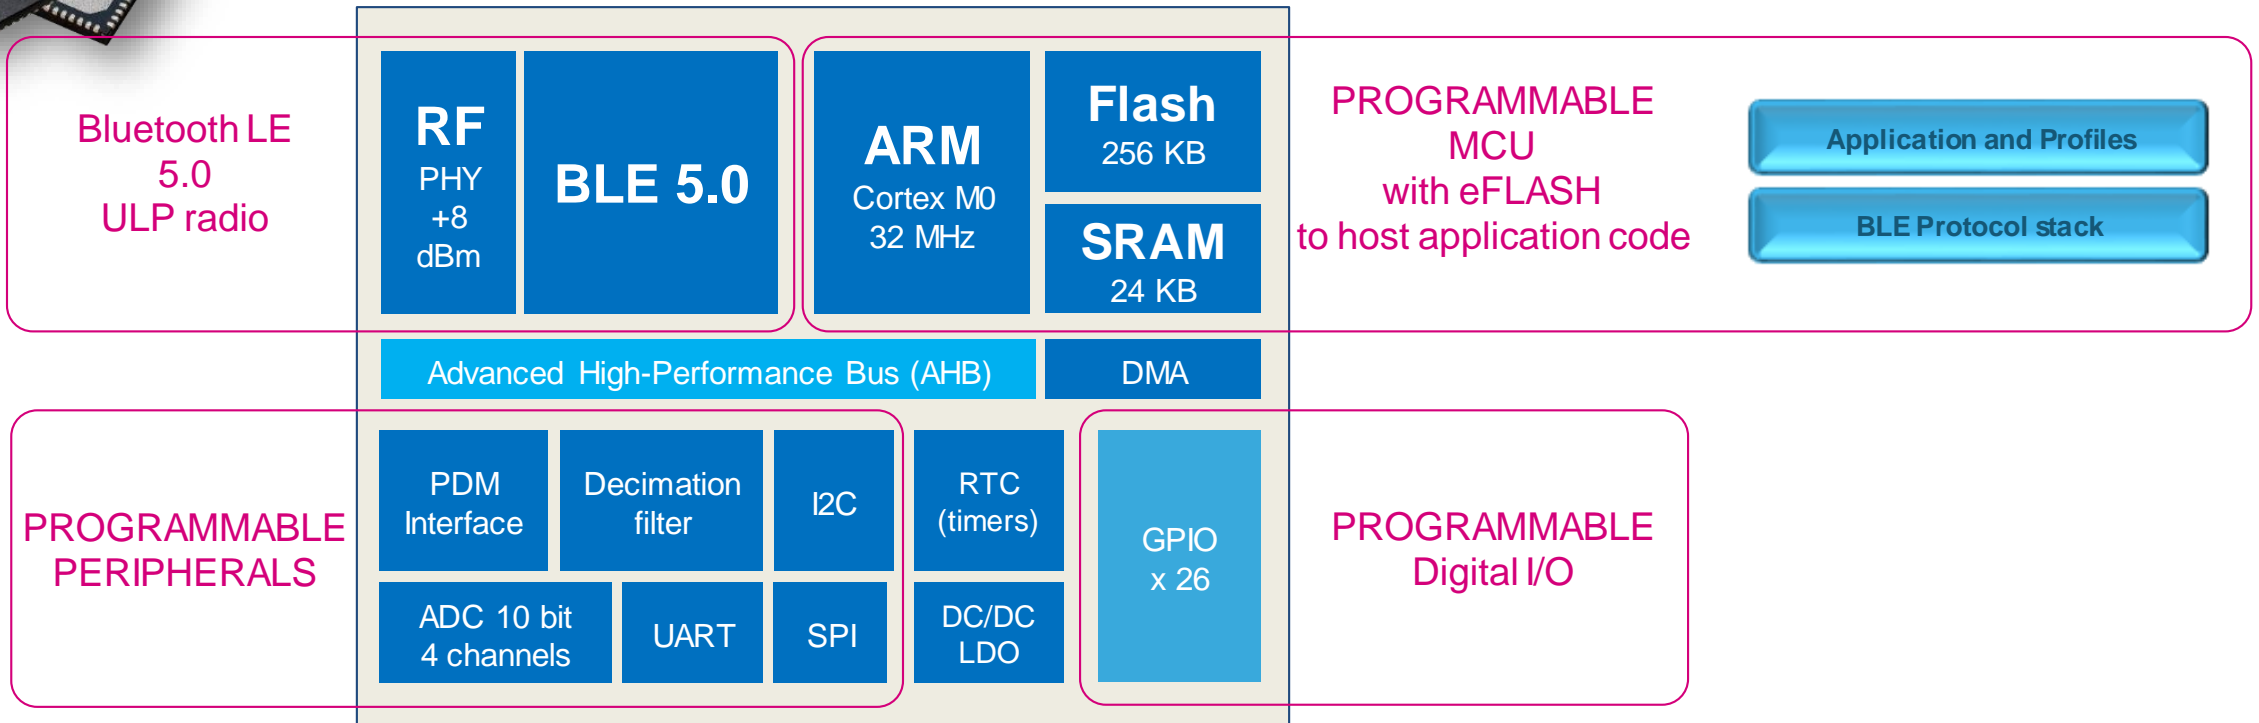 Bluetooth LE
5.0
ULP radio
RF
PHY
+8
dBm
BLE 5.0
ARM
Cortex M0
32 MHz
Flash
256 KB
SRAM
24 KB
PROGRAMMABLE
MCU
with eFLASH
to host application code
Application and Profiles
BLE Protocol stack
Advanced High-Performance Bus (AHB)
DMA
PROGRAMMABLE
PERIPHERALS
PDM
Interface
Decimation
filter
I2C
RTC
(timers)
ADC 10 bit
4 channels
UART
SPI
DC/DC
LDO
GPIO
x 26
PROGRAMMABLE
Digital I/O